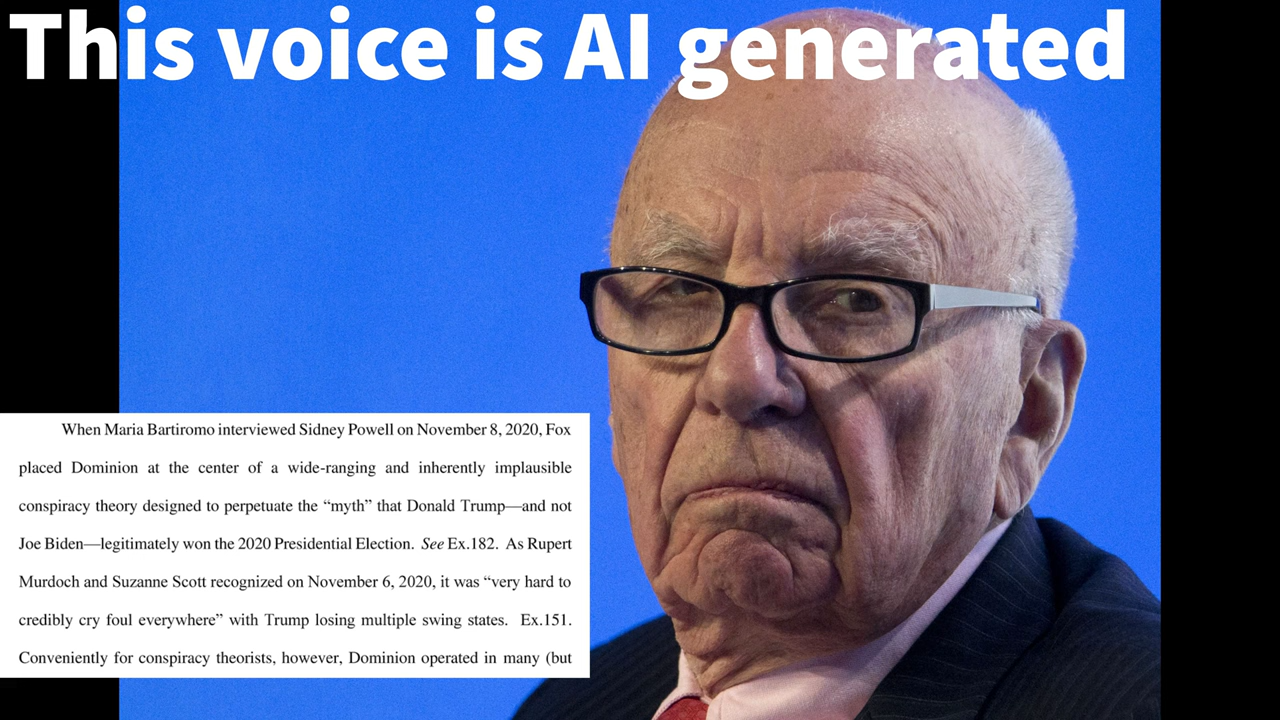 This voice is AI generated
When Maria Bartiromo interviewed Sidney Powell on November 8, 2020, Fox
placed Dominion at the center of a wide-ranging and inherently implausible
conspiracy theory designed to perpetuate the “myth” that Donald Trump—and not
Joe Biden—legitimately won the 2020 Presidential Election. See Ex.182. As Rupert
Murdoch and Suzanne Scott recognized on November 6, 2020, it was “very hard to
credibly cry foul everywhere” with Trump losing multiple swing states. Ex.151.
Conveniently for conspiracy theorists, however, Dominion operated in many (but